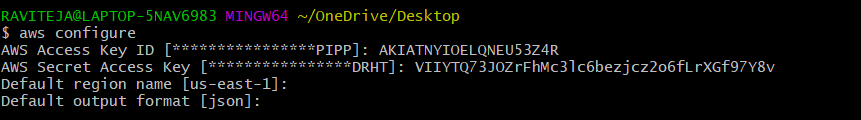 RAVITEJA@LAPTOP-5NAV6983 MINGW64 ~/OneDrive/Desktop
$ aws configure
AWS Access Key ID [****************PIPP]: AKIATNYIOELQNEU53Z4R
AWS Secret Access Key [****************DRHT]: 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
Default region name [us-east-1]:
Default output format [json]: